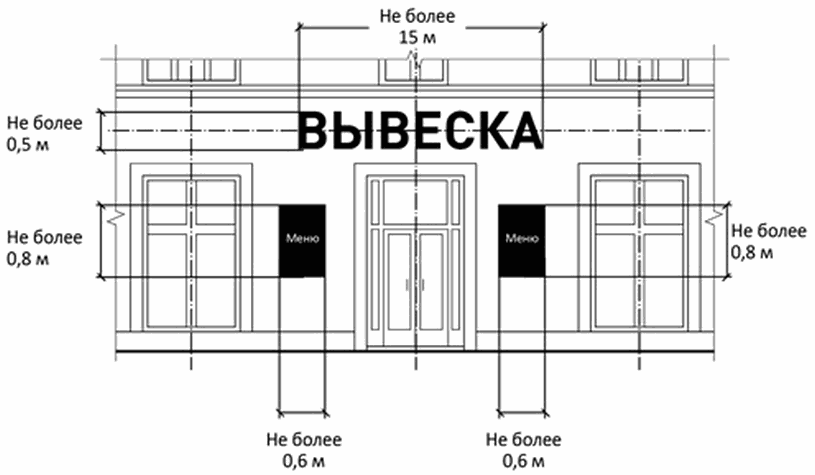 Не более
15 м
Не более
0,5 м
ВЫВЕСКА
Не более
0,8 м
Меню
Меню
Не более
0,8 м
Не более
0,6 м
Не более
0,6 м